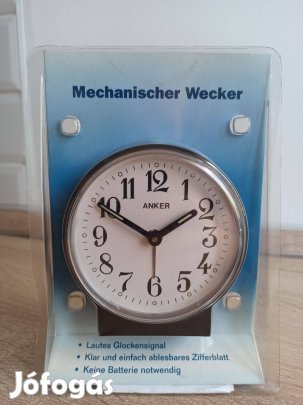 Mechanischer Wecker
11 12 1
10 2
ANKER
9 3
8 4
7 6 5
• Lautes Glockensignal
• Klar und einfach ablesbares Zifferblatt
• Keine Batterie notwendig
Jófogás